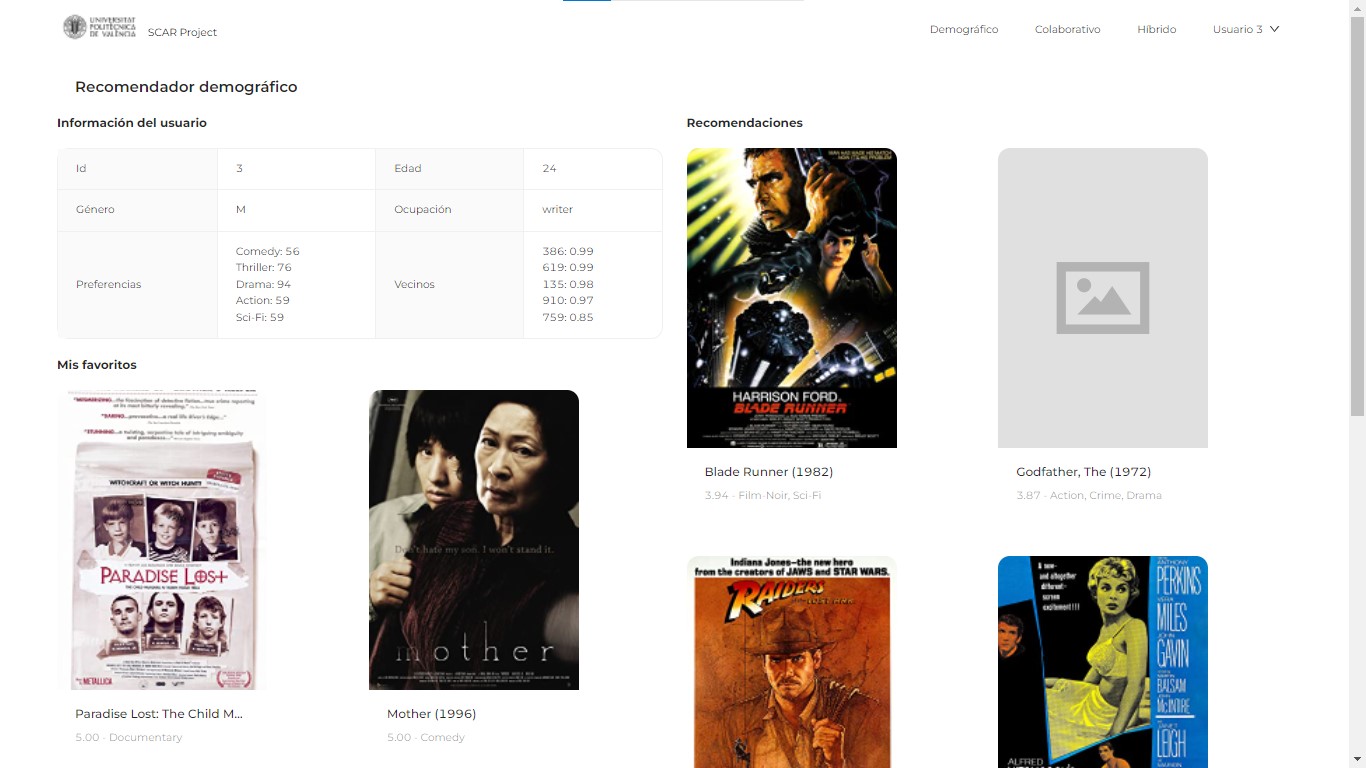 UNIVERSITAT
POLITÈCNICA
DE VALÈNCIA
SCAR Project
Demográfico
Colaborativo
Híbrido
Usuario 3
Recomendador demográfico
Información del usuario
Id 3 Edad 24
Género M Ocupación writer
Preferencias
Comedy: 56
Thriller: 76
Drama: 94
Action: 59
Sci-Fi: 59
Vecinos
386: 0.99
619: 0.99
135: 0.98
910: 0.97
759: 0.85
Mis favoritos
WITCHCRAFT OR WITCH HUNT?
PARADISE LOST
METALLICA
Paradise Lost: The Child M...
5.00 - Documentary
Don't hate my son. I won't stand it.
mother
Mother (1996)
5.00 - Comedy
Recomendaciones
HARRISON FORD
BLADE RUNNER
Blade Runner (1982)
3.94 - Film-Noir, Sci-Fi
Godfather, The (1972)
3.87 - Action, Crime, Drama
Indiana Jones—the new hero
from the creators of JAWS and STAR WARS.
RAIDERS
A new—
and altogether
different—
screen
excitement!!!
ANTHONY
PERKINS
VERA
MILES
JOHN
GAVIN
MARTIN
BALSAM
JOHN
McINTIRE
JANET
LEIGH
ALFRED